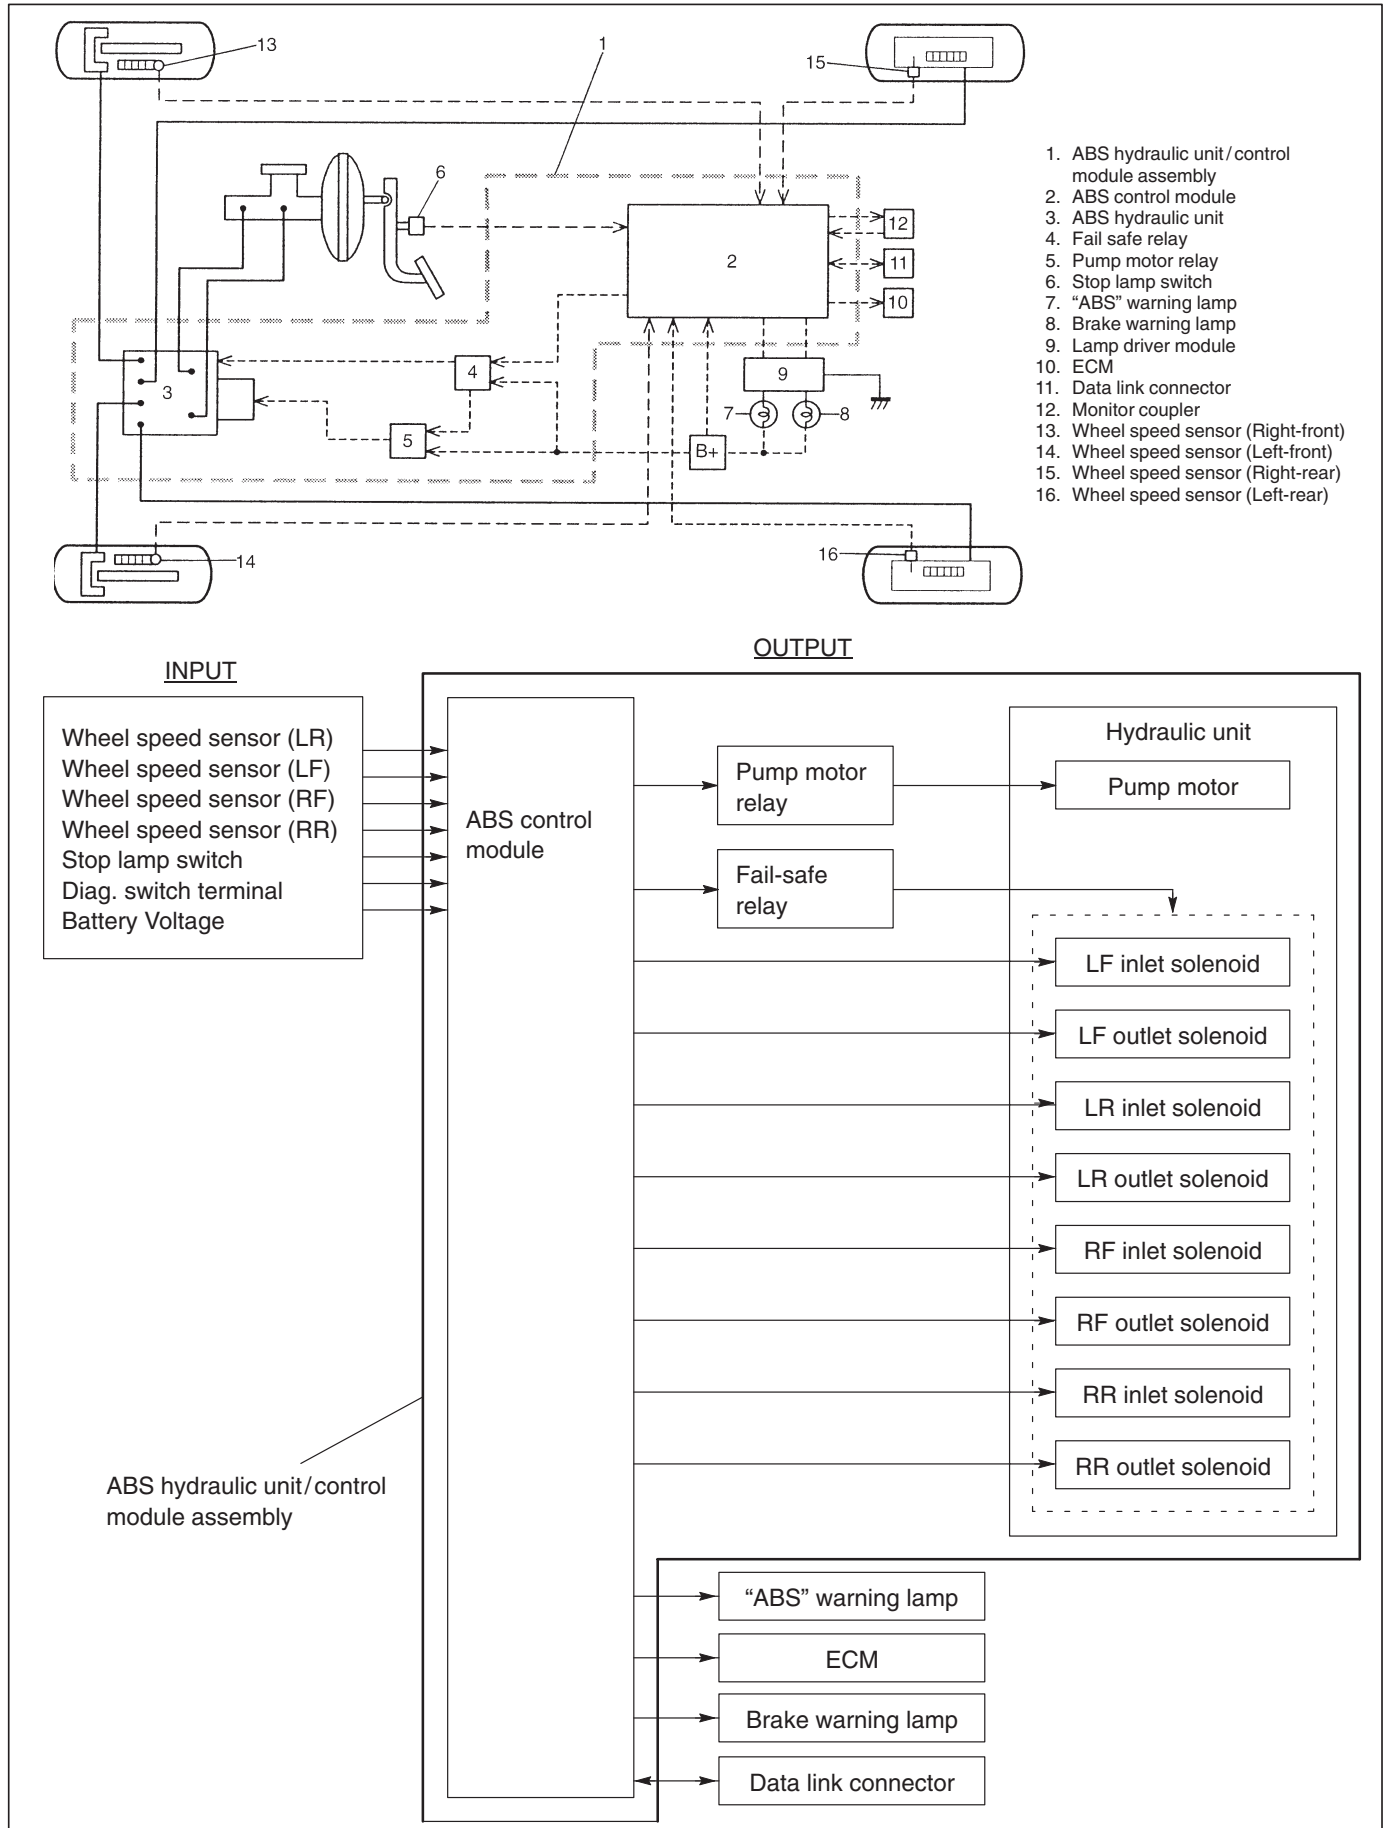 13
1
15
6
12
2
11
10
4
9
3
7
8
5
B+
14
16
1. ABS hydraulic unit/control
module assembly
2. ABS control module
3. ABS hydraulic unit
4. Fail safe relay
5. Pump motor relay
6. Stop lamp switch
7. “ABS” warning lamp
8. Brake warning lamp
9. Lamp driver module
10. ECM
11. Data link connector
12. Monitor coupler
13. Wheel speed sensor (Right-front)
14. Wheel speed sensor (Left-front)
15. Wheel speed sensor (Right-rear)
16. Wheel speed sensor (Left-rear)
INPUT
OUTPUT
Wheel speed sensor (LR)
Wheel speed sensor (LF)
Wheel speed sensor (RF)
Wheel speed sensor (RR)
Stop lamp switch
Diag. switch terminal
Battery Voltage
ABS control
module
Pump motor
relay
Fail-safe
relay
Hydraulic unit
Pump motor
LF inlet solenoid
LF outlet solenoid
LR inlet solenoid
LR outlet solenoid
RF inlet solenoid
RF outlet solenoid
RR inlet solenoid
RR outlet solenoid
ABS hydraulic unit/control
module assembly
“ABS” warning lamp
ECM
Brake warning lamp
Data link connector